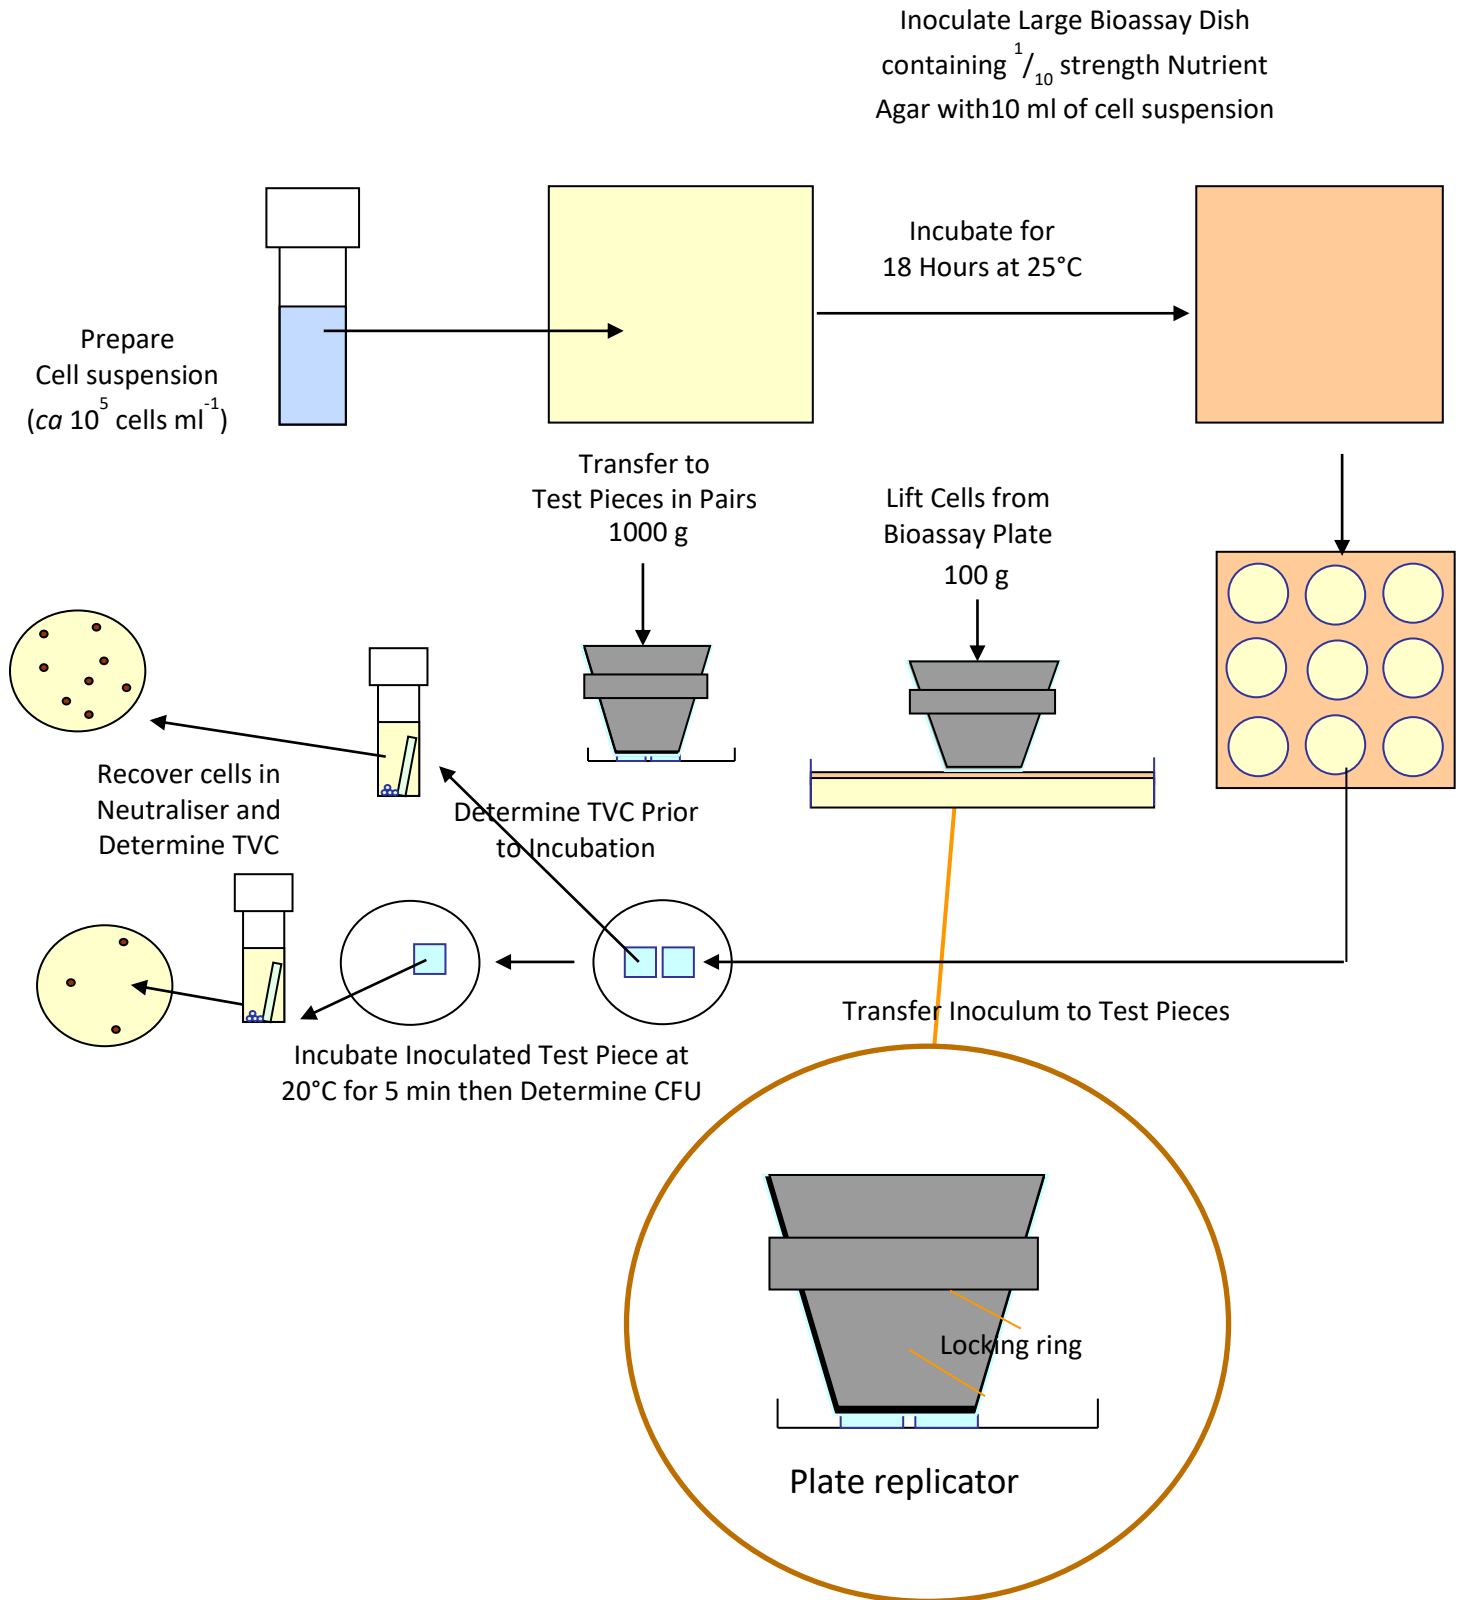 Inoculate Large Bioassay Dish
containing 1/10 strength Nutrient
Agar with10 ml of cell suspension
Incubate for
18 Hours at 25°C
Prepare
Cell suspension
(ca 10⁵ cells ml⁻¹)
Transfer to
Test Pieces in Pairs
1000 g
Lift Cells from
Bioassay Plate
100 g
Recover cells in
Neutraliser and
Determine TVC
Determine TVC Prior
to Incubation
Transfer Inoculum to Test Pieces
Incubate Inoculated Test Piece at
20°C for 5 min then Determine CFU
Locking ring
Plate replicator